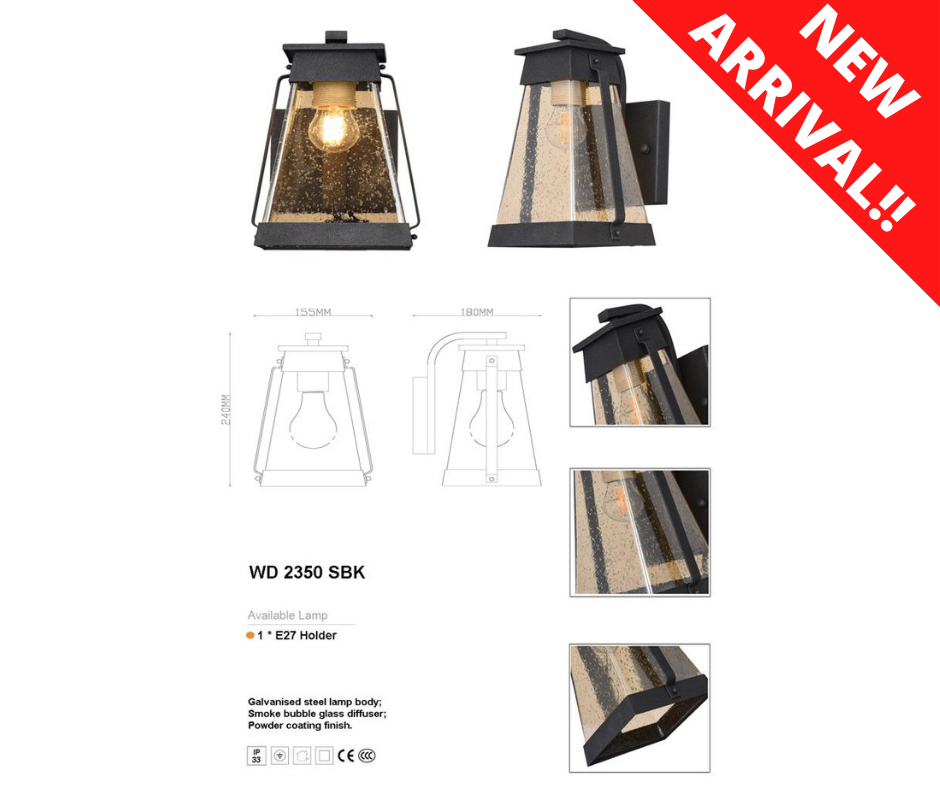 NEW
ARRIVAL!!
155MM
180MM
240MM
WD 2350 SBK
Available Lamp
1 * E27 Holder
Galvanised steel lamp body;
Smoke bubble glass diffuser;
Powder coating finish.
IP
33
CE CCC